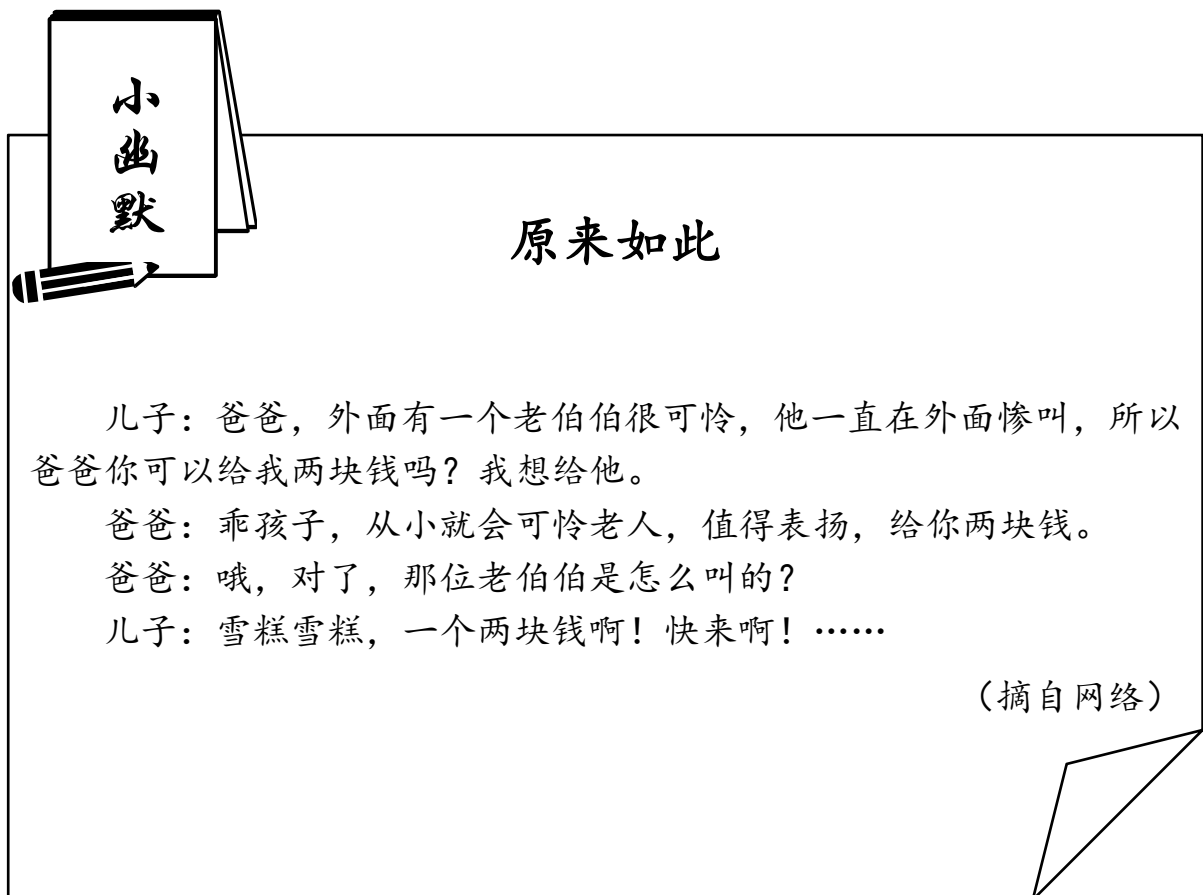 小幽默
原来如此
儿子：爸爸，外面有一个老伯伯很可怜，他一直在外面惨叫，所以
爸爸你可以给我两块钱吗？我想给他。
爸爸：乖孩子，从小就会可怜老人，值得表扬，给你两块钱。
爸爸：哦，对了，那位老伯伯是怎么叫的？
儿子：雪糕雪糕，一个两块钱啊！快来啊！……
（摘自网络）